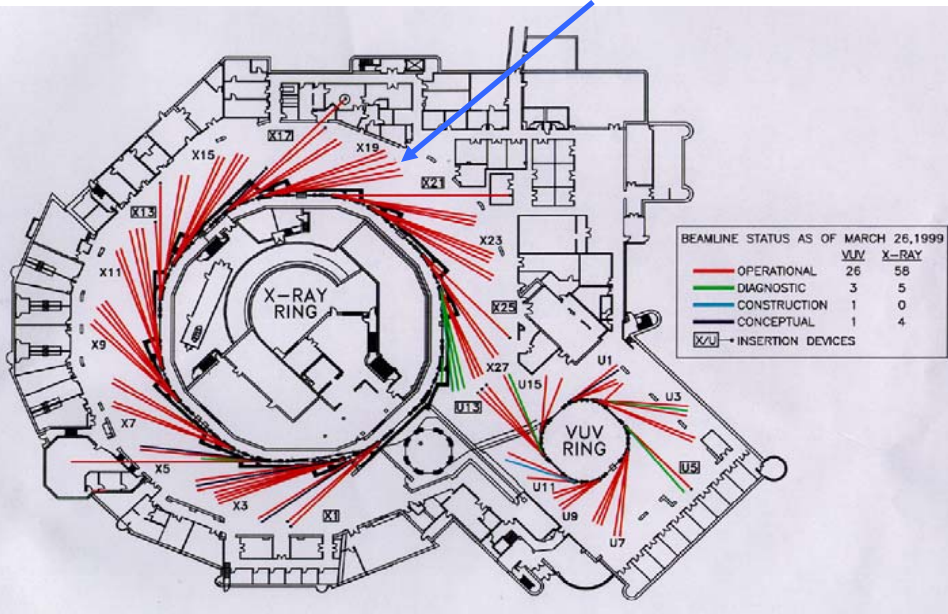 X17
X19
X15
X21
X13
X23
X11
X-RAY
RING
X25
X9
X27
U15
U1
U3
U13
X7
VUV
RING
X5
U5
U11
X3
X1
U9
U7
BEAMLINE STATUS AS OF MARCH 26,1999
VUV X-RAY
OPERATIONAL 26 58
DIAGNOSTIC 3 5
CONSTRUCTION 1 0
CONCEPTUAL 1 4
X/U INSERTION DEVICES